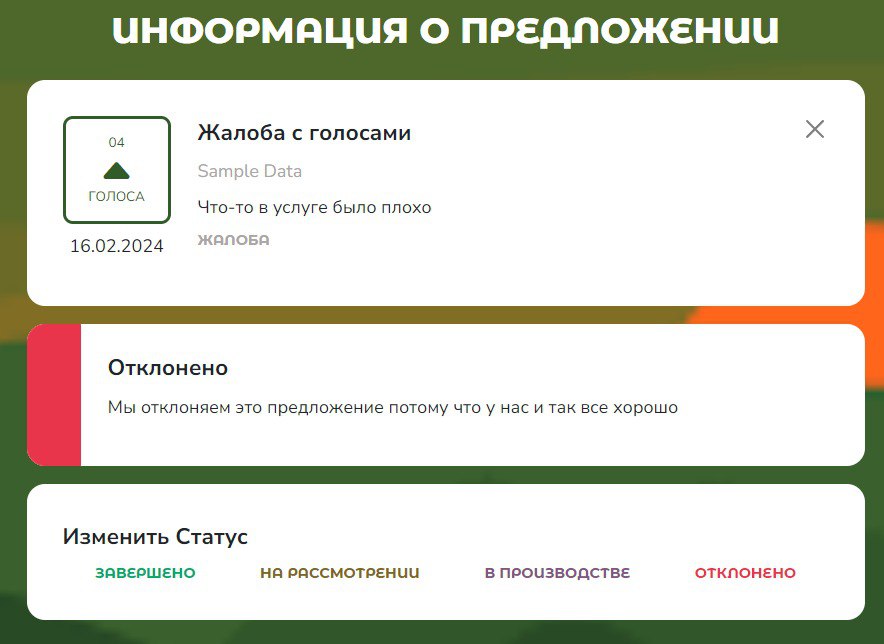 ИНФОРМАЦИЯ О ПРЕДЛОЖЕНИИ
04
ГОЛОСА
16.02.2024
Жалоба с голосами
Sample Data
Что-то в услуге было плохо
ЖАЛОБА
Отклонено
Мы отклоняем это предложение потому что у нас и так все хорошо
Изменить Статус
ЗАВЕРШЕНО НА РАССМОТРЕНИИ В ПРОИЗВОДСТВЕ ОТКЛОНЕНО